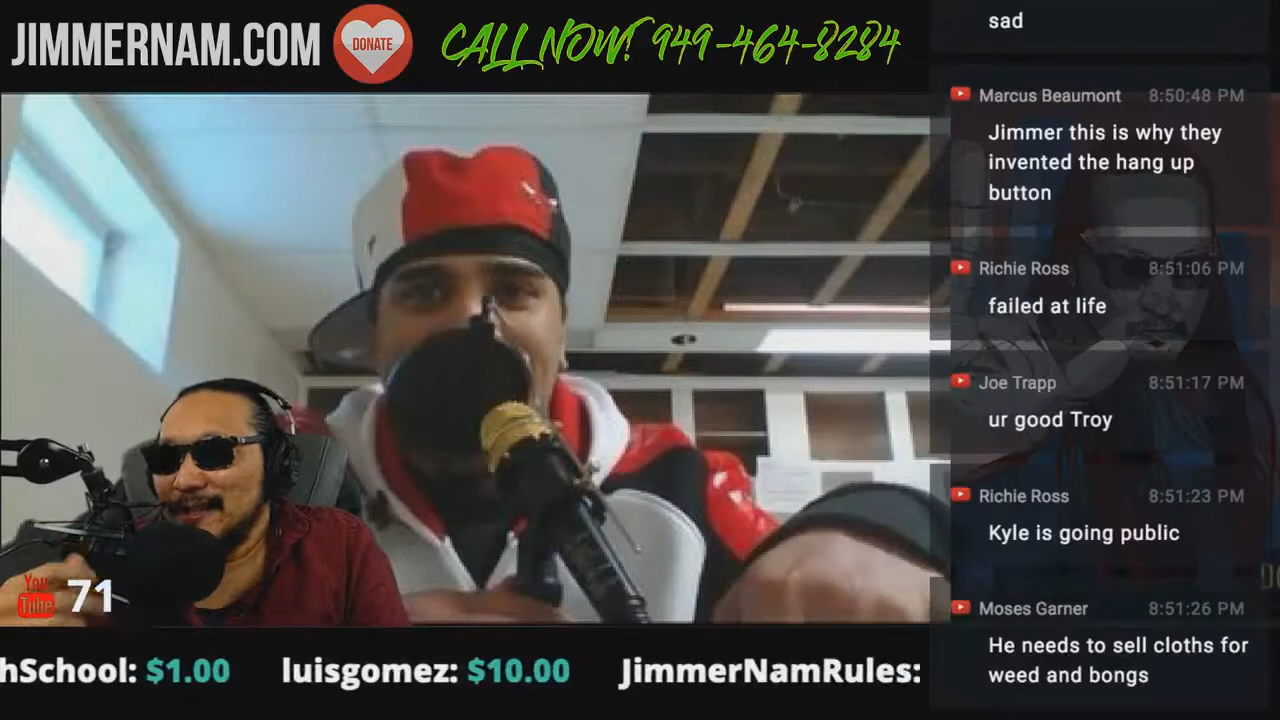 JIMMERNAM.COM
DONATE
CALL NOW! 949-464-8284
sad
Marcus Beaumont 8:50:48 PM
Jimmer this is why they
invented the hang up
button
Richie Ross 8:51:06 PM
failed at life
Joe Trapp 8:51:17 PM
ur good Troy
Richie Ross 8:51:23 PM
Kyle is going public
Moses Garner 8:51:26 PM
He needs to sell cloths for
weed and bongs
You
Tube 71
hSchool: $1.00 luisgomez: $10.00 JimmerNamRules: